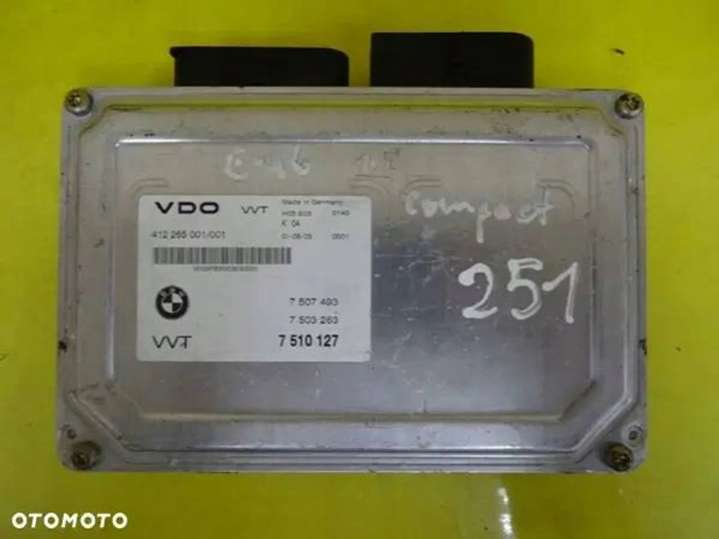 E46
compact
251
VDO VVT
Made in Germany
412 265 001/001
K 04
7 507 493
7 503 263
VVT 7 510 127
OTOMOTO